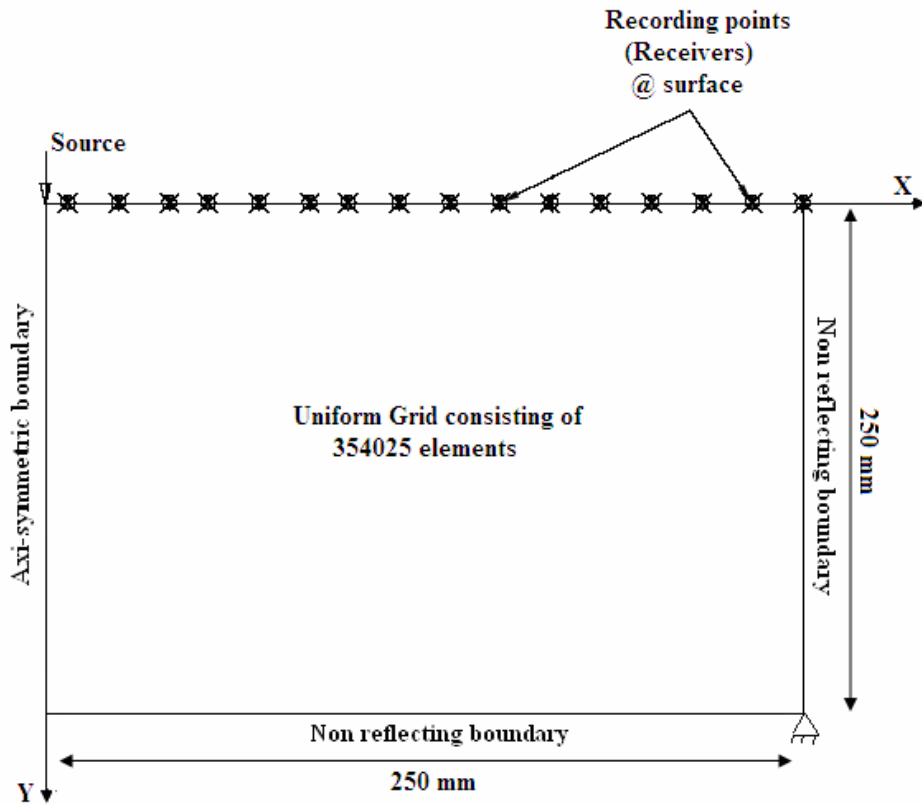 Recording points
(Receivers)
@ surface
Source
X
Axi-symmetric boundary
Uniform Grid consisting of
354025 elements
Non reflecting boundary
250 mm
Non reflecting boundary
250 mm
Y